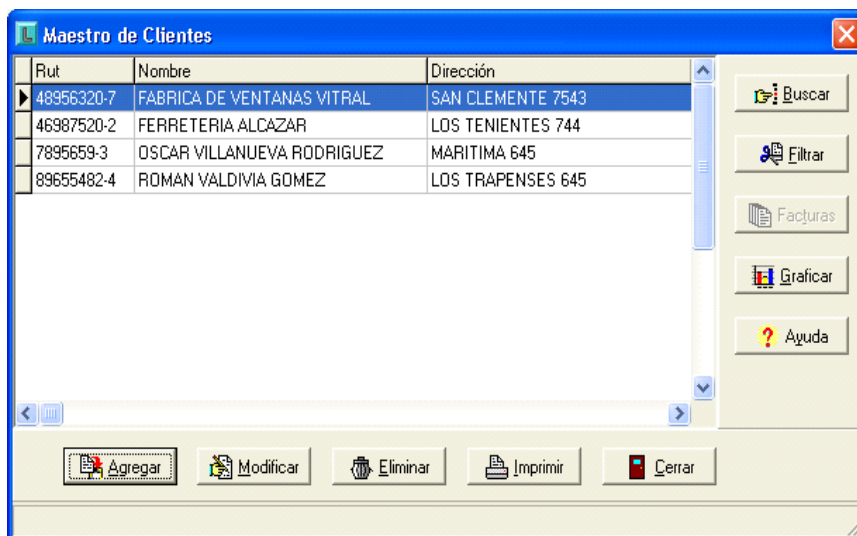 Maestro de Clientes
Rut Nombre Dirección
48956320-7 FABRICA DE VENTANAS VITRAL SAN CLEMENTE 7543
46987520-2 FERRETERIA ALCAZAR LOS TENIENTES 744
7895659-3 OSCAR VILLANUEVA RODRIGUEZ MARITIMA 645
89655482-4 ROMAN VALDIVIA GOMEZ LOS TRAPENSES 645
Buscar
Filtrar
Facturas
Graficar
Ayuda
Agregar Modificar Eliminar Imprimir Cerrar